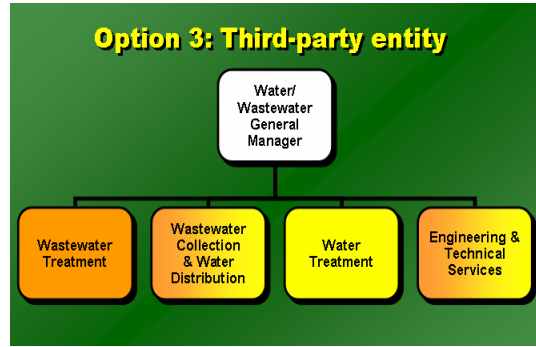 Option 3: Third-party entity
Water/
Wastewater
General
Manager
Wastewater
Treatment
Wastewater
Collection
& Water
Distribution
Water
Treatment
Engineering &
Technical
Services